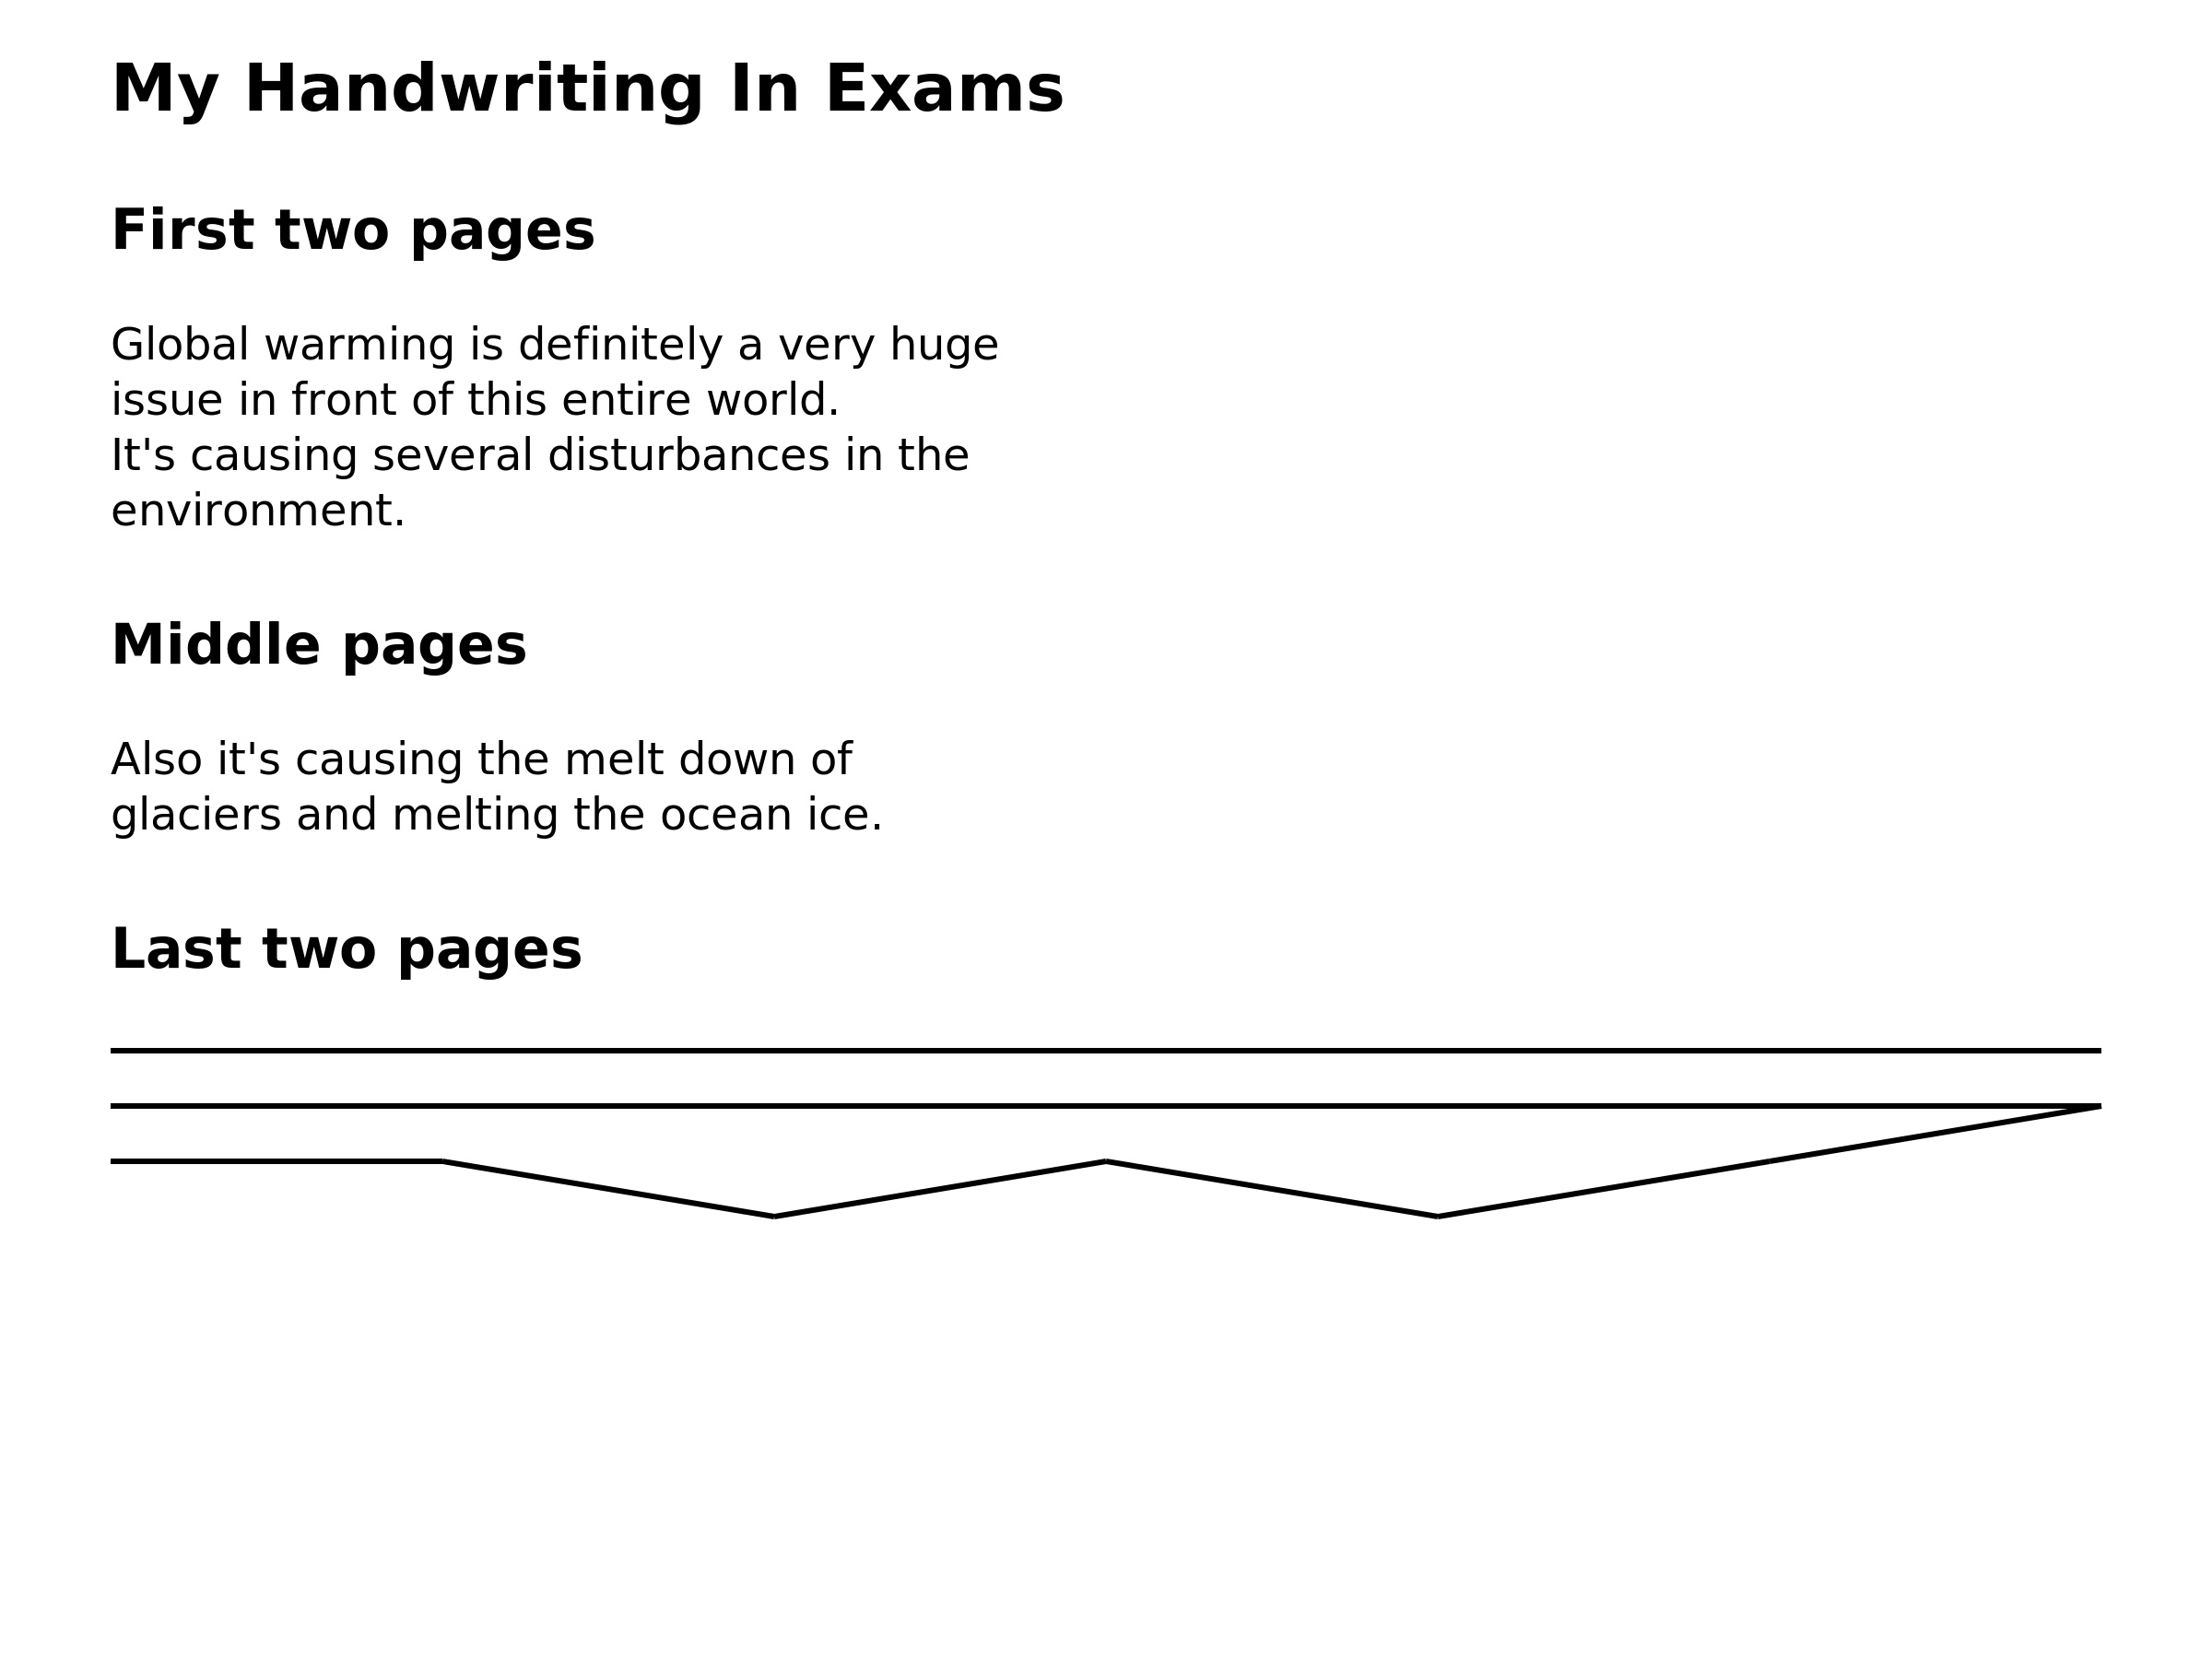 My Handwriting In Exams
First two pages
Global warming is definitely a very huge
issue in front of this entire world.
It's causing several disturbances in the
environment.
Middle pages
Also it's causing the melt down of
glaciers and melting the ocean ice.
Last two pages